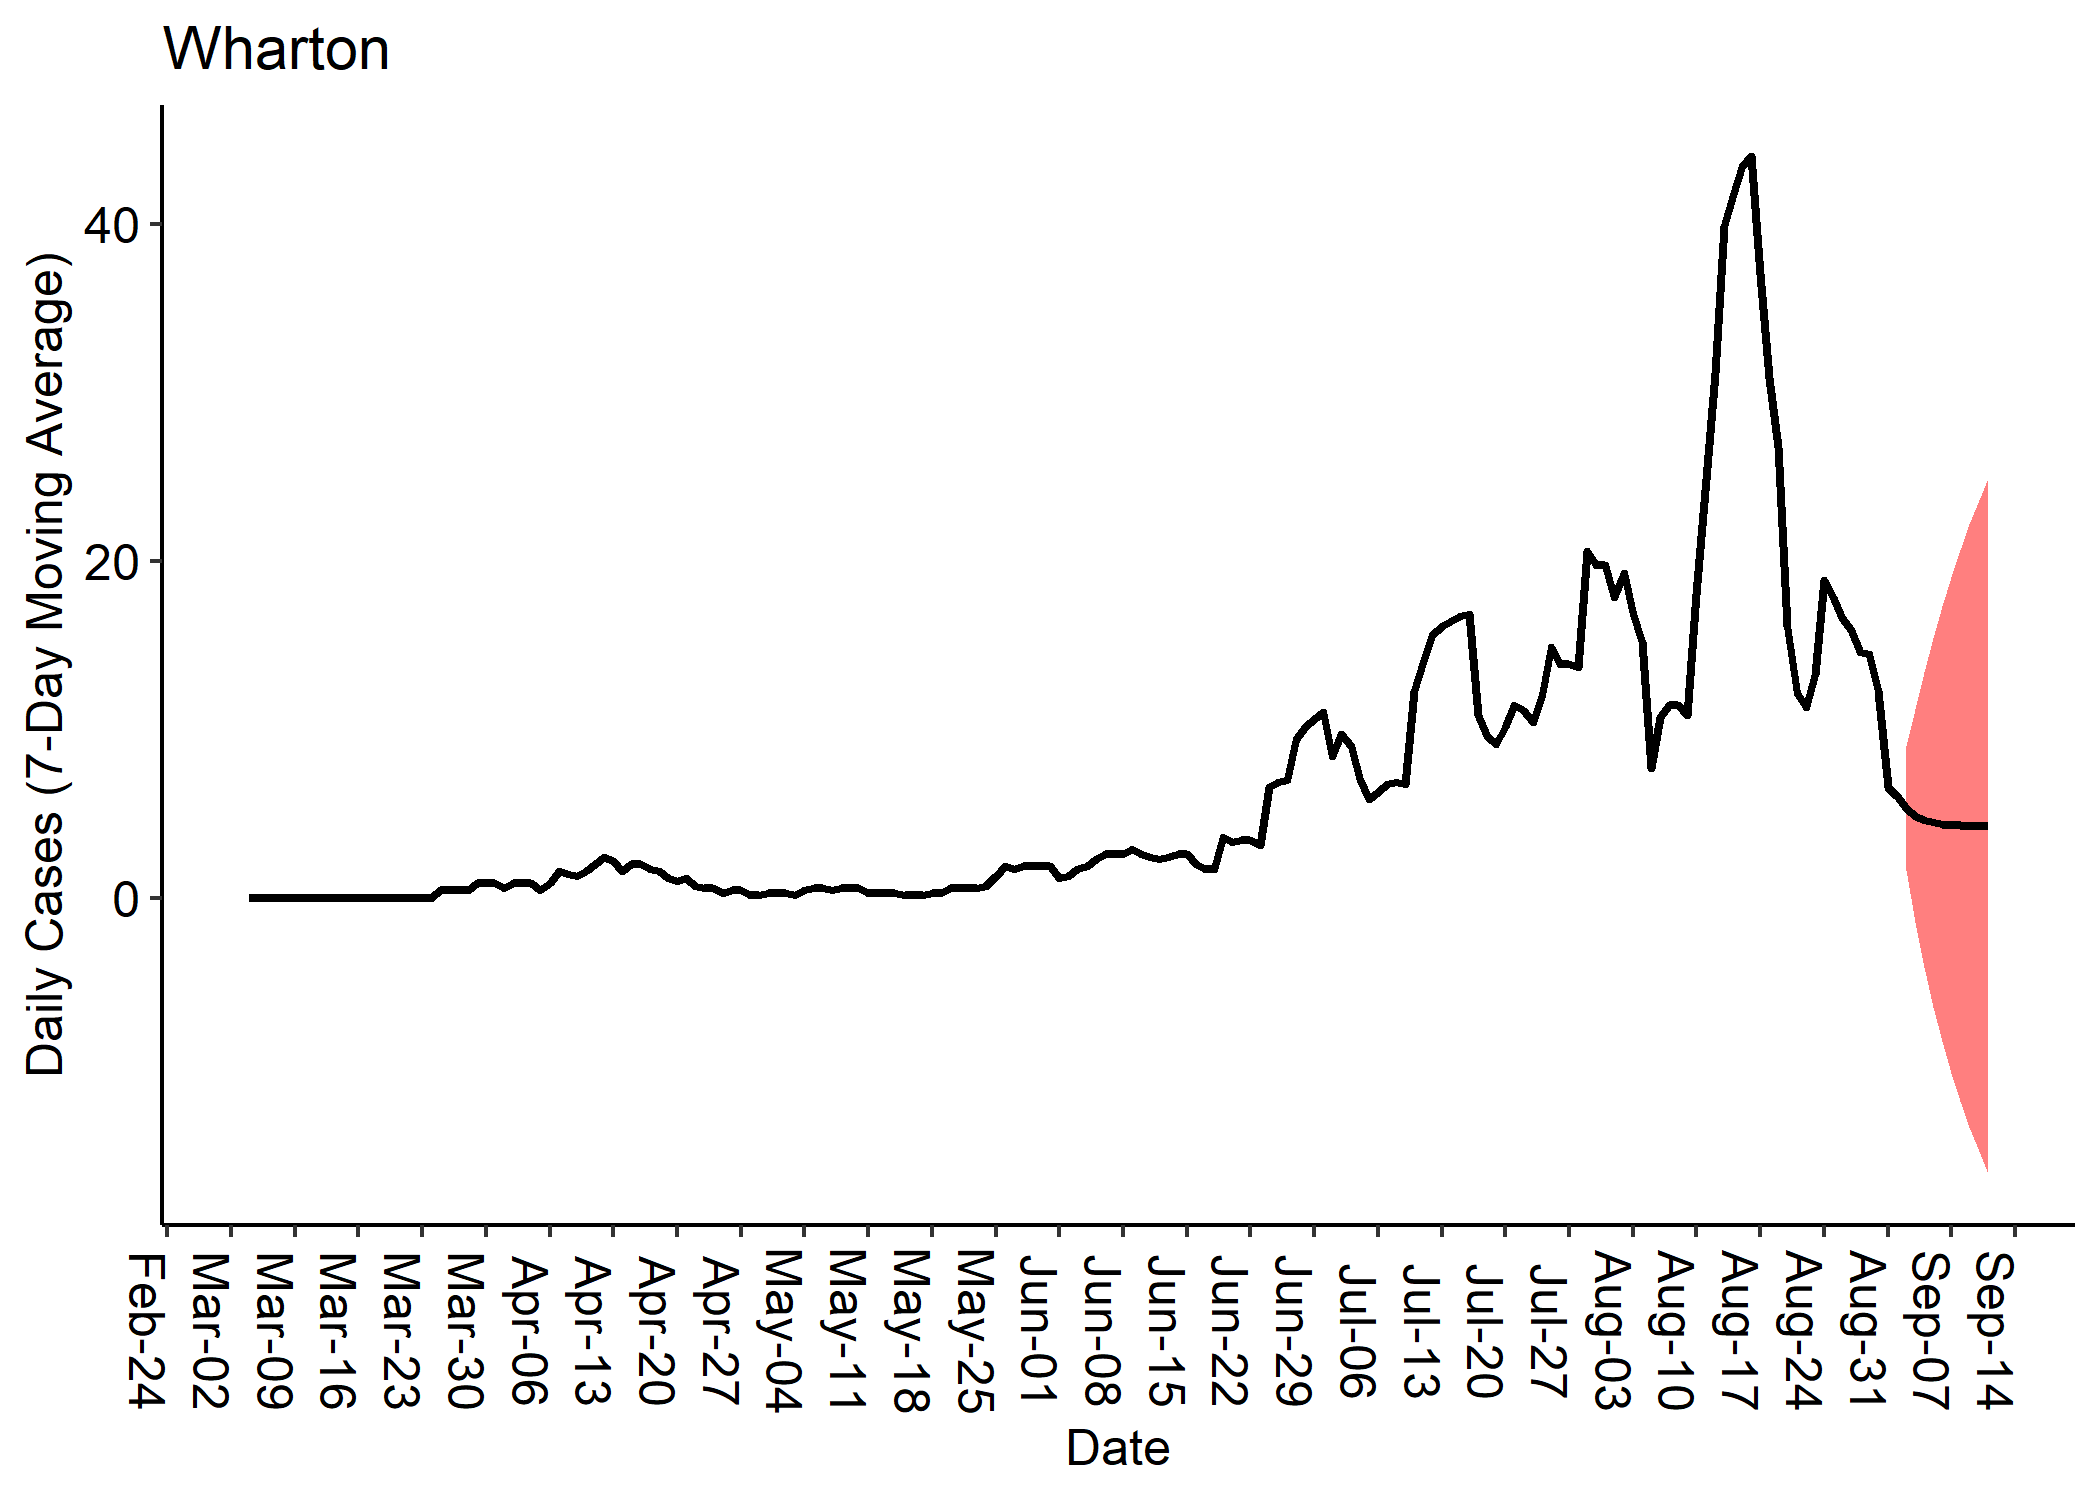 Wharton
Daily Cases (7-Day Moving Average)
40
20
0
Feb-24
Mar-02
Mar-09
Mar-16
Mar-23
Mar-30
Apr-06
Apr-13
Apr-20
Apr-27
May-04
May-11
May-18
May-25
Jun-01
Jun-08
Jun-15
Jun-22
Jun-29
Jul-06
Jul-13
Jul-20
Jul-27
Aug-03
Aug-10
Aug-17
Aug-24
Aug-31
Sep-07
Sep-14
Date